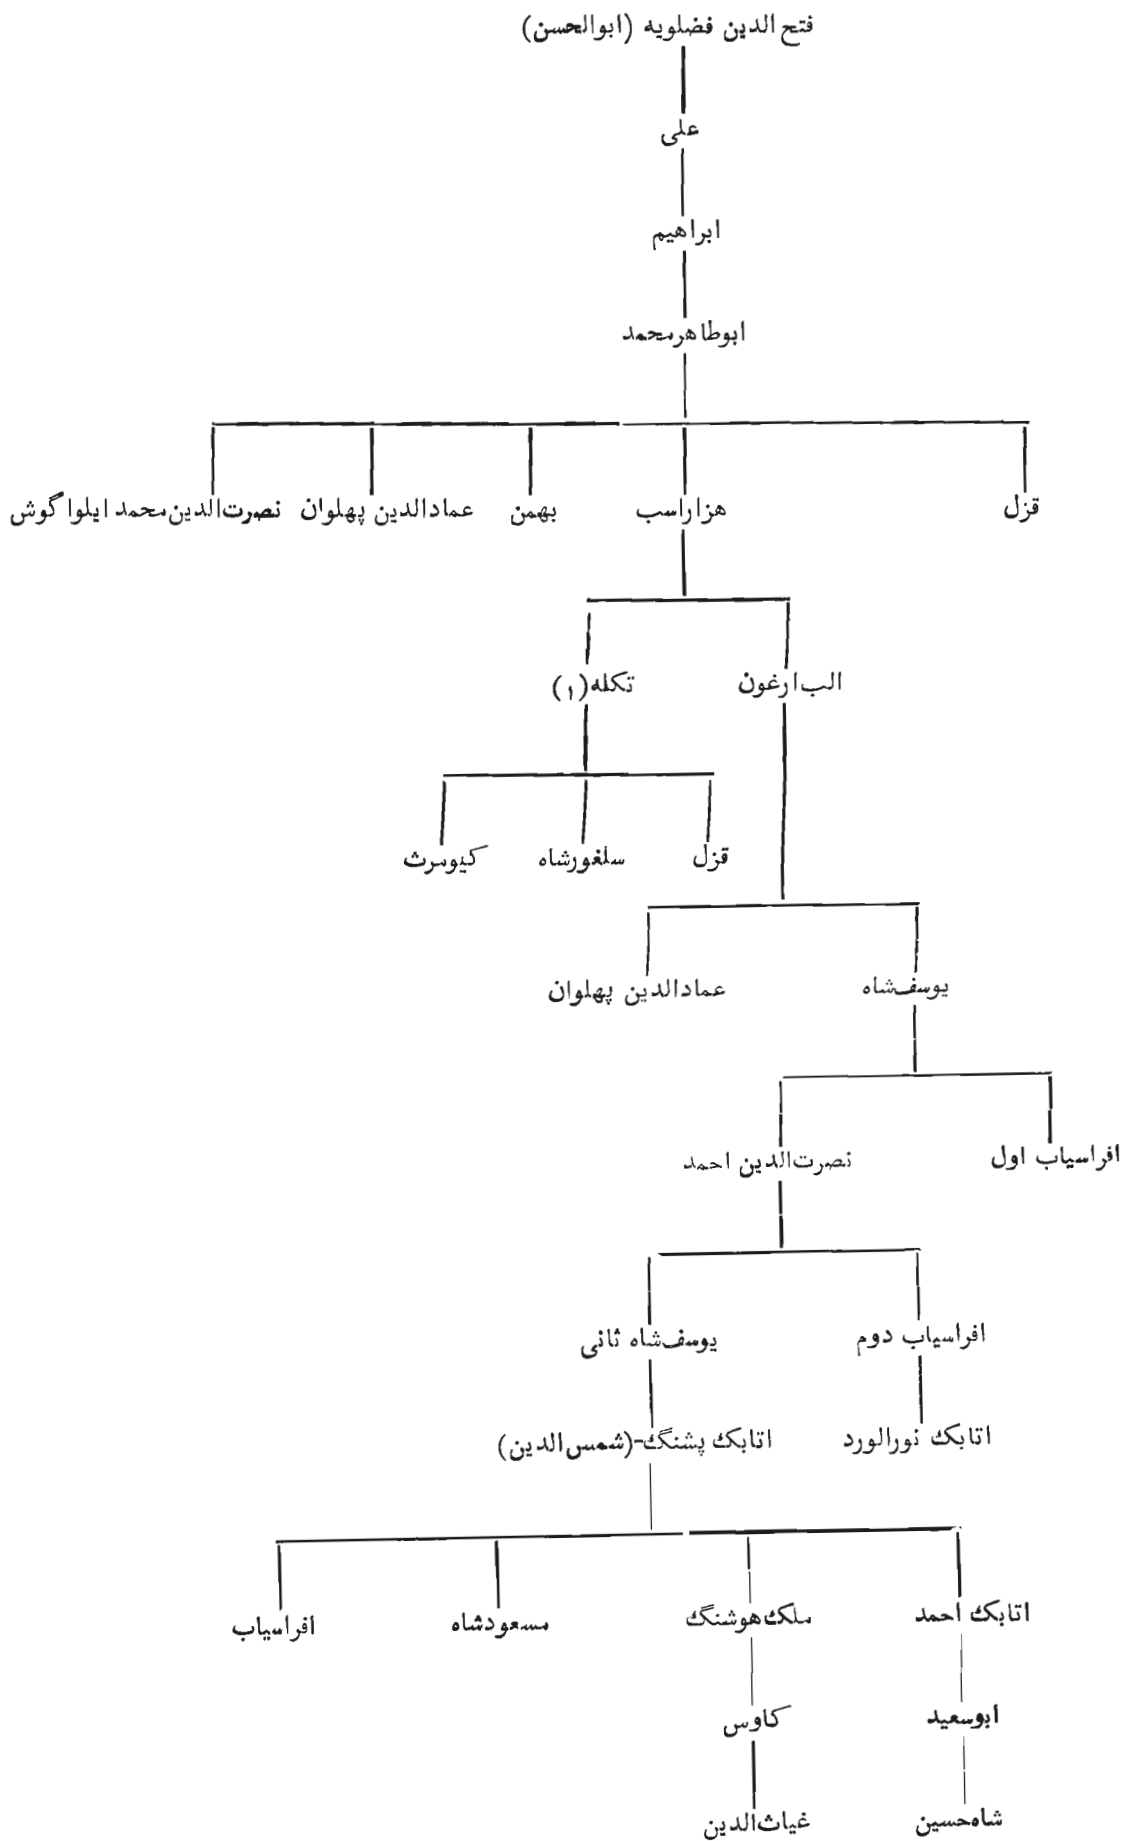 فتح الدین فضلویه (ابوالحسن)
علی
ابراهیم
ابوطاهرمحمد
قزل
هزاراسب
بهمن
عمادالدین پهلوان
نصرت‌الدین‌محمد ایلوا گوش
الب‌ارغون
تکله(۱)
قزل
سلغورشاه
کیومرث
یوسف‌شاه
عمادالدین پهلوان
افراسیاب اول
نصرت‌الدین احمد
افراسیاب دوم
یوسف‌شاه ثانی
اتابک نورالورد
اتابک پشنگ-(شمس‌الدین)
اتابک احمد
ملک‌هوشنگ
مسعودشاه
افراسیاب
ابوسعید
کاوس
شاه‌حسین
غیاث‌الدین